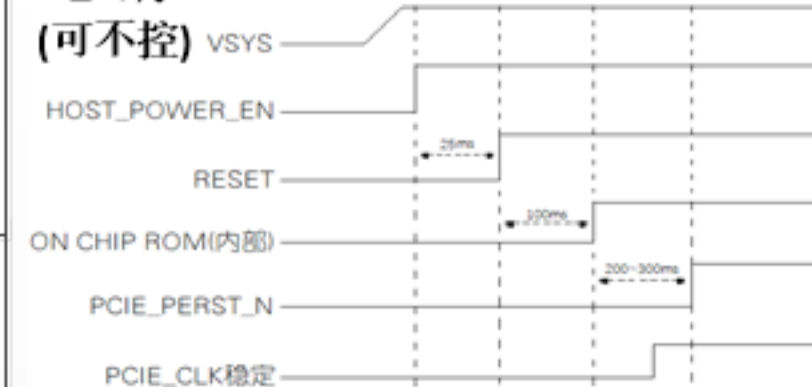 (可不控) VSYS
HOST_POWER_EN
25ms
RESET
100ms
ON CHIP ROM(内部)
200~300ms
PCIE_PERST_N
PCIE_CLK稳定